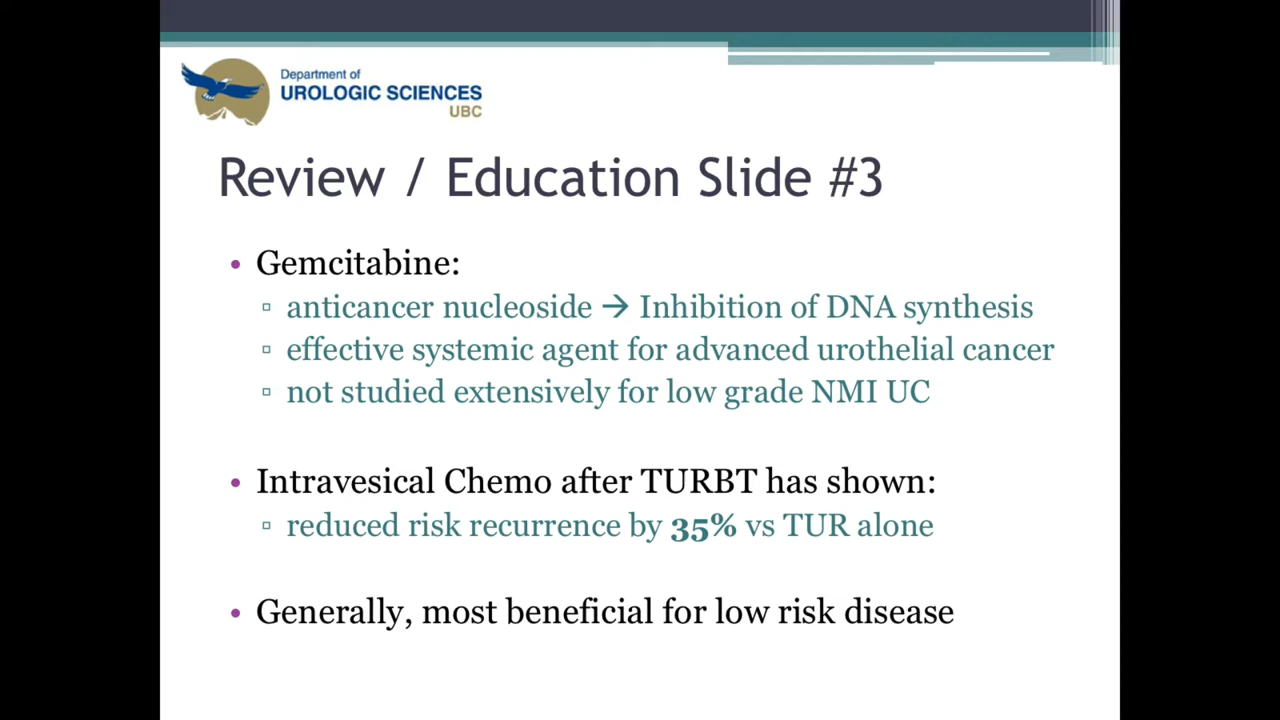 Department of
UROLOGIC SCIENCES
UBC
Review / Education Slide #3
• Gemcitabine:
▫ anticancer nucleoside → Inhibition of DNA synthesis
▫ effective systemic agent for advanced urothelial cancer
▫ not studied extensively for low grade NMI UC
• Intravesical Chemo after TURBT has shown:
▫ reduced risk recurrence by 35% vs TUR alone
• Generally, most beneficial for low risk disease